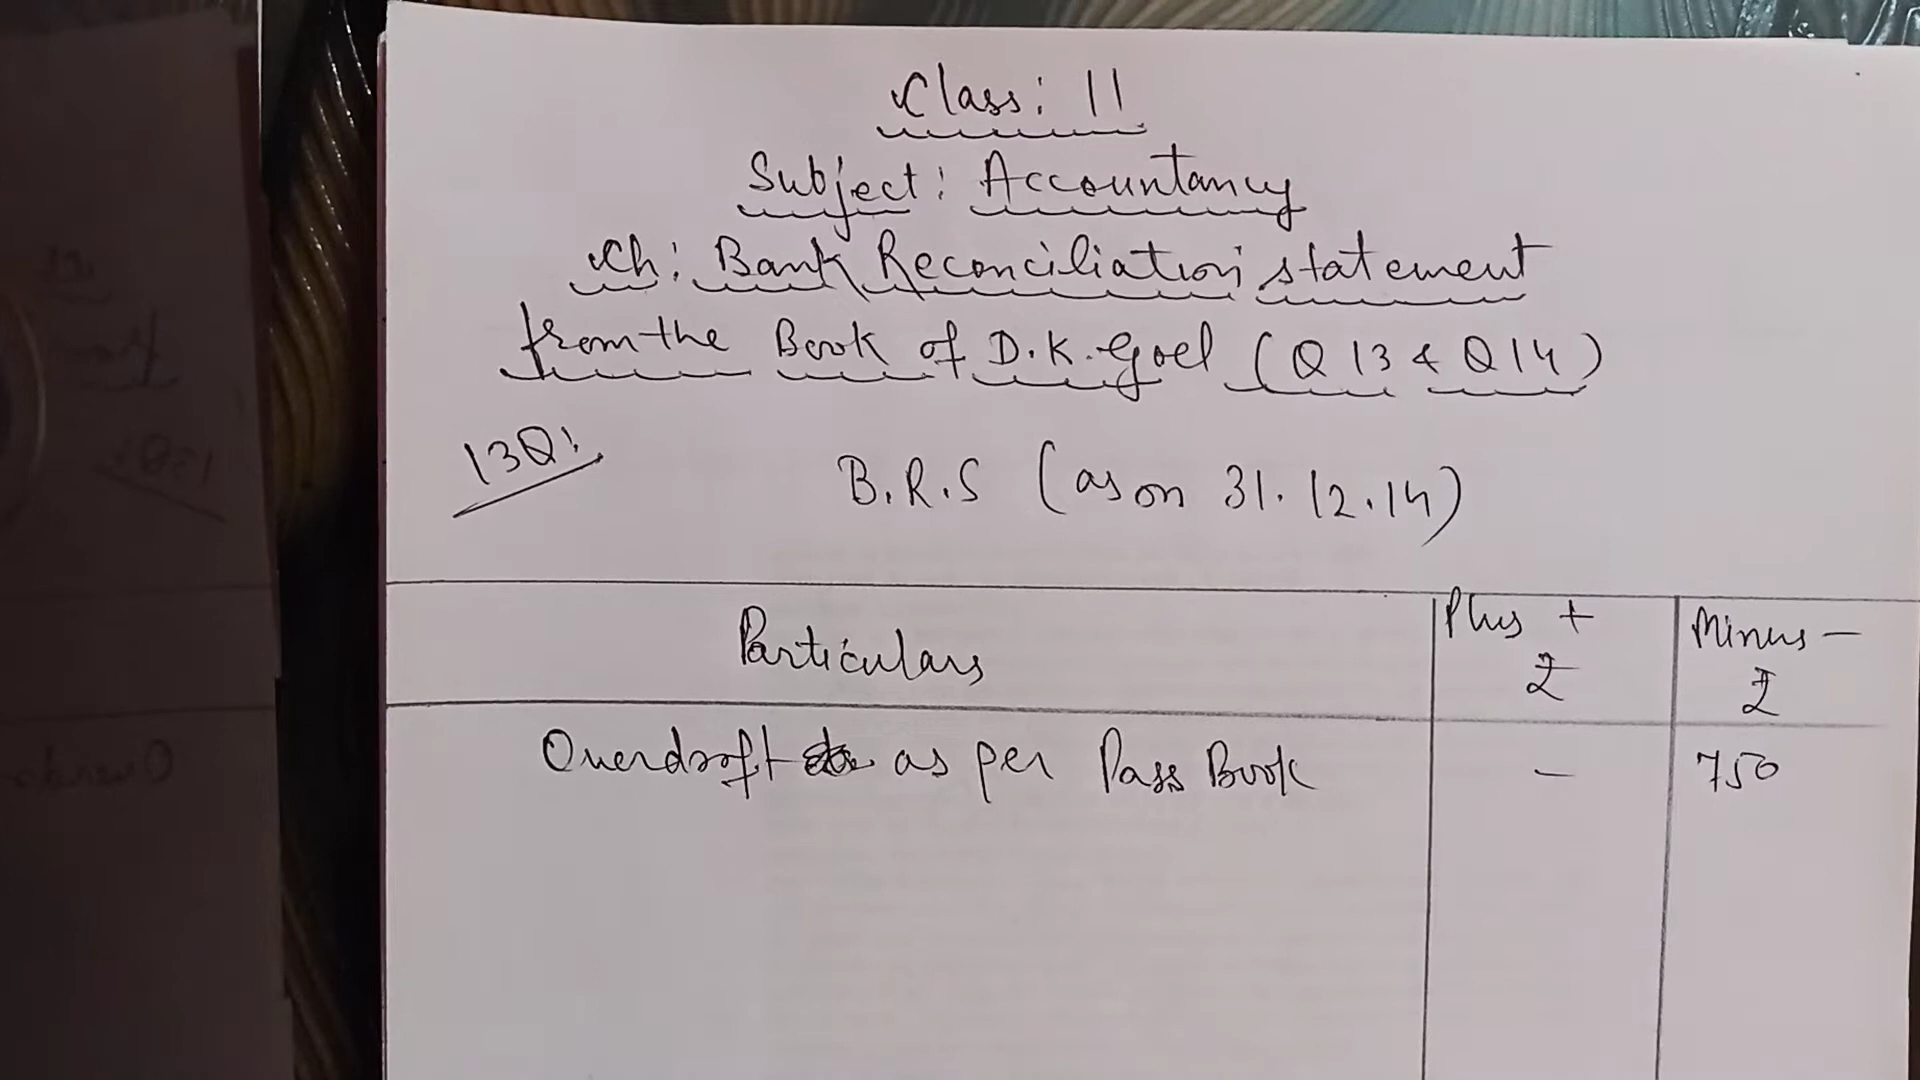 Class: 11
Subject: Accountancy
Ch: Bank Reconciliation statement
from the Book of D.K. Goel (Q 13 & Q 14)
13Q:
B.R.S (as on 31.12.14)
Particulars
Plus +
₹
Minus -
₹
Overdraft as per Pass Book
-
750